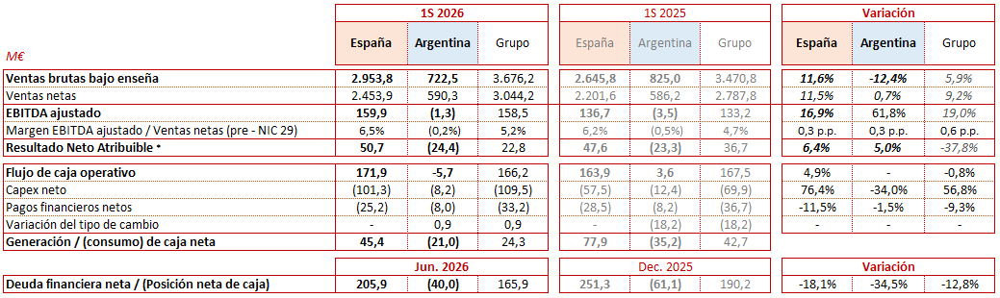 1S 2026 1S 2025 Variación
M€ España Argentina Grupo España Argentina Grupo España Argentina Grupo
Ventas brutas bajo enseña 2.953,8 722,5 3.676,2 2.645,8 825,0 3.470,8 11,6% -12,4% 5,9%
Ventas netas 2.453,9 590,3 3.044,2 2.201,6 586,2 2.787,8 11,5% 0,7% 9,2%
EBITDA ajustado 159,9 (1,3) 158,5 136,7 (3,5) 133,2 16,9% 61,8% 19,0%
Margen EBITDA ajustado / Ventas netas (pre - NIC 29) 6,5% (0,2%) 5,2% 6,2% (0,5%) 4,7% 0,3 p.p. 0,3 p.p. 0,6 p.p.
Resultado Neto Atribuible * 50,7 (24,4) 22,8 47,6 (23,3) 36,7 6,4% 5,0% -37,8%
Flujo de caja operativo 171,9 -5,7 166,2 163,9 3,6 167,5 4,9% - -0,8%
Capex neto (101,3) (8,2) (109,5) (57,5) (12,4) (69,9) 76,4% -34,0% 56,8%
Pagos financieros netos (25,2) (8,0) (33,2) (28,5) (8,2) (36,7) -11,5% -1,5% -9,3%
Variación del tipo de cambio - 0,9 0,9 - (18,2) (18,2) - - -
Generación / (consumo) de caja neta 45,4 (21,0) 24,3 77,9 (35,2) 42,7
Jun. 2026 Dec. 2025 Variación
Deuda financiera neta / (Posición neta de caja) 205,9 (40,0) 165,9 251,3 (61,1) 190,2 -18,1% -34,5% -12,8%